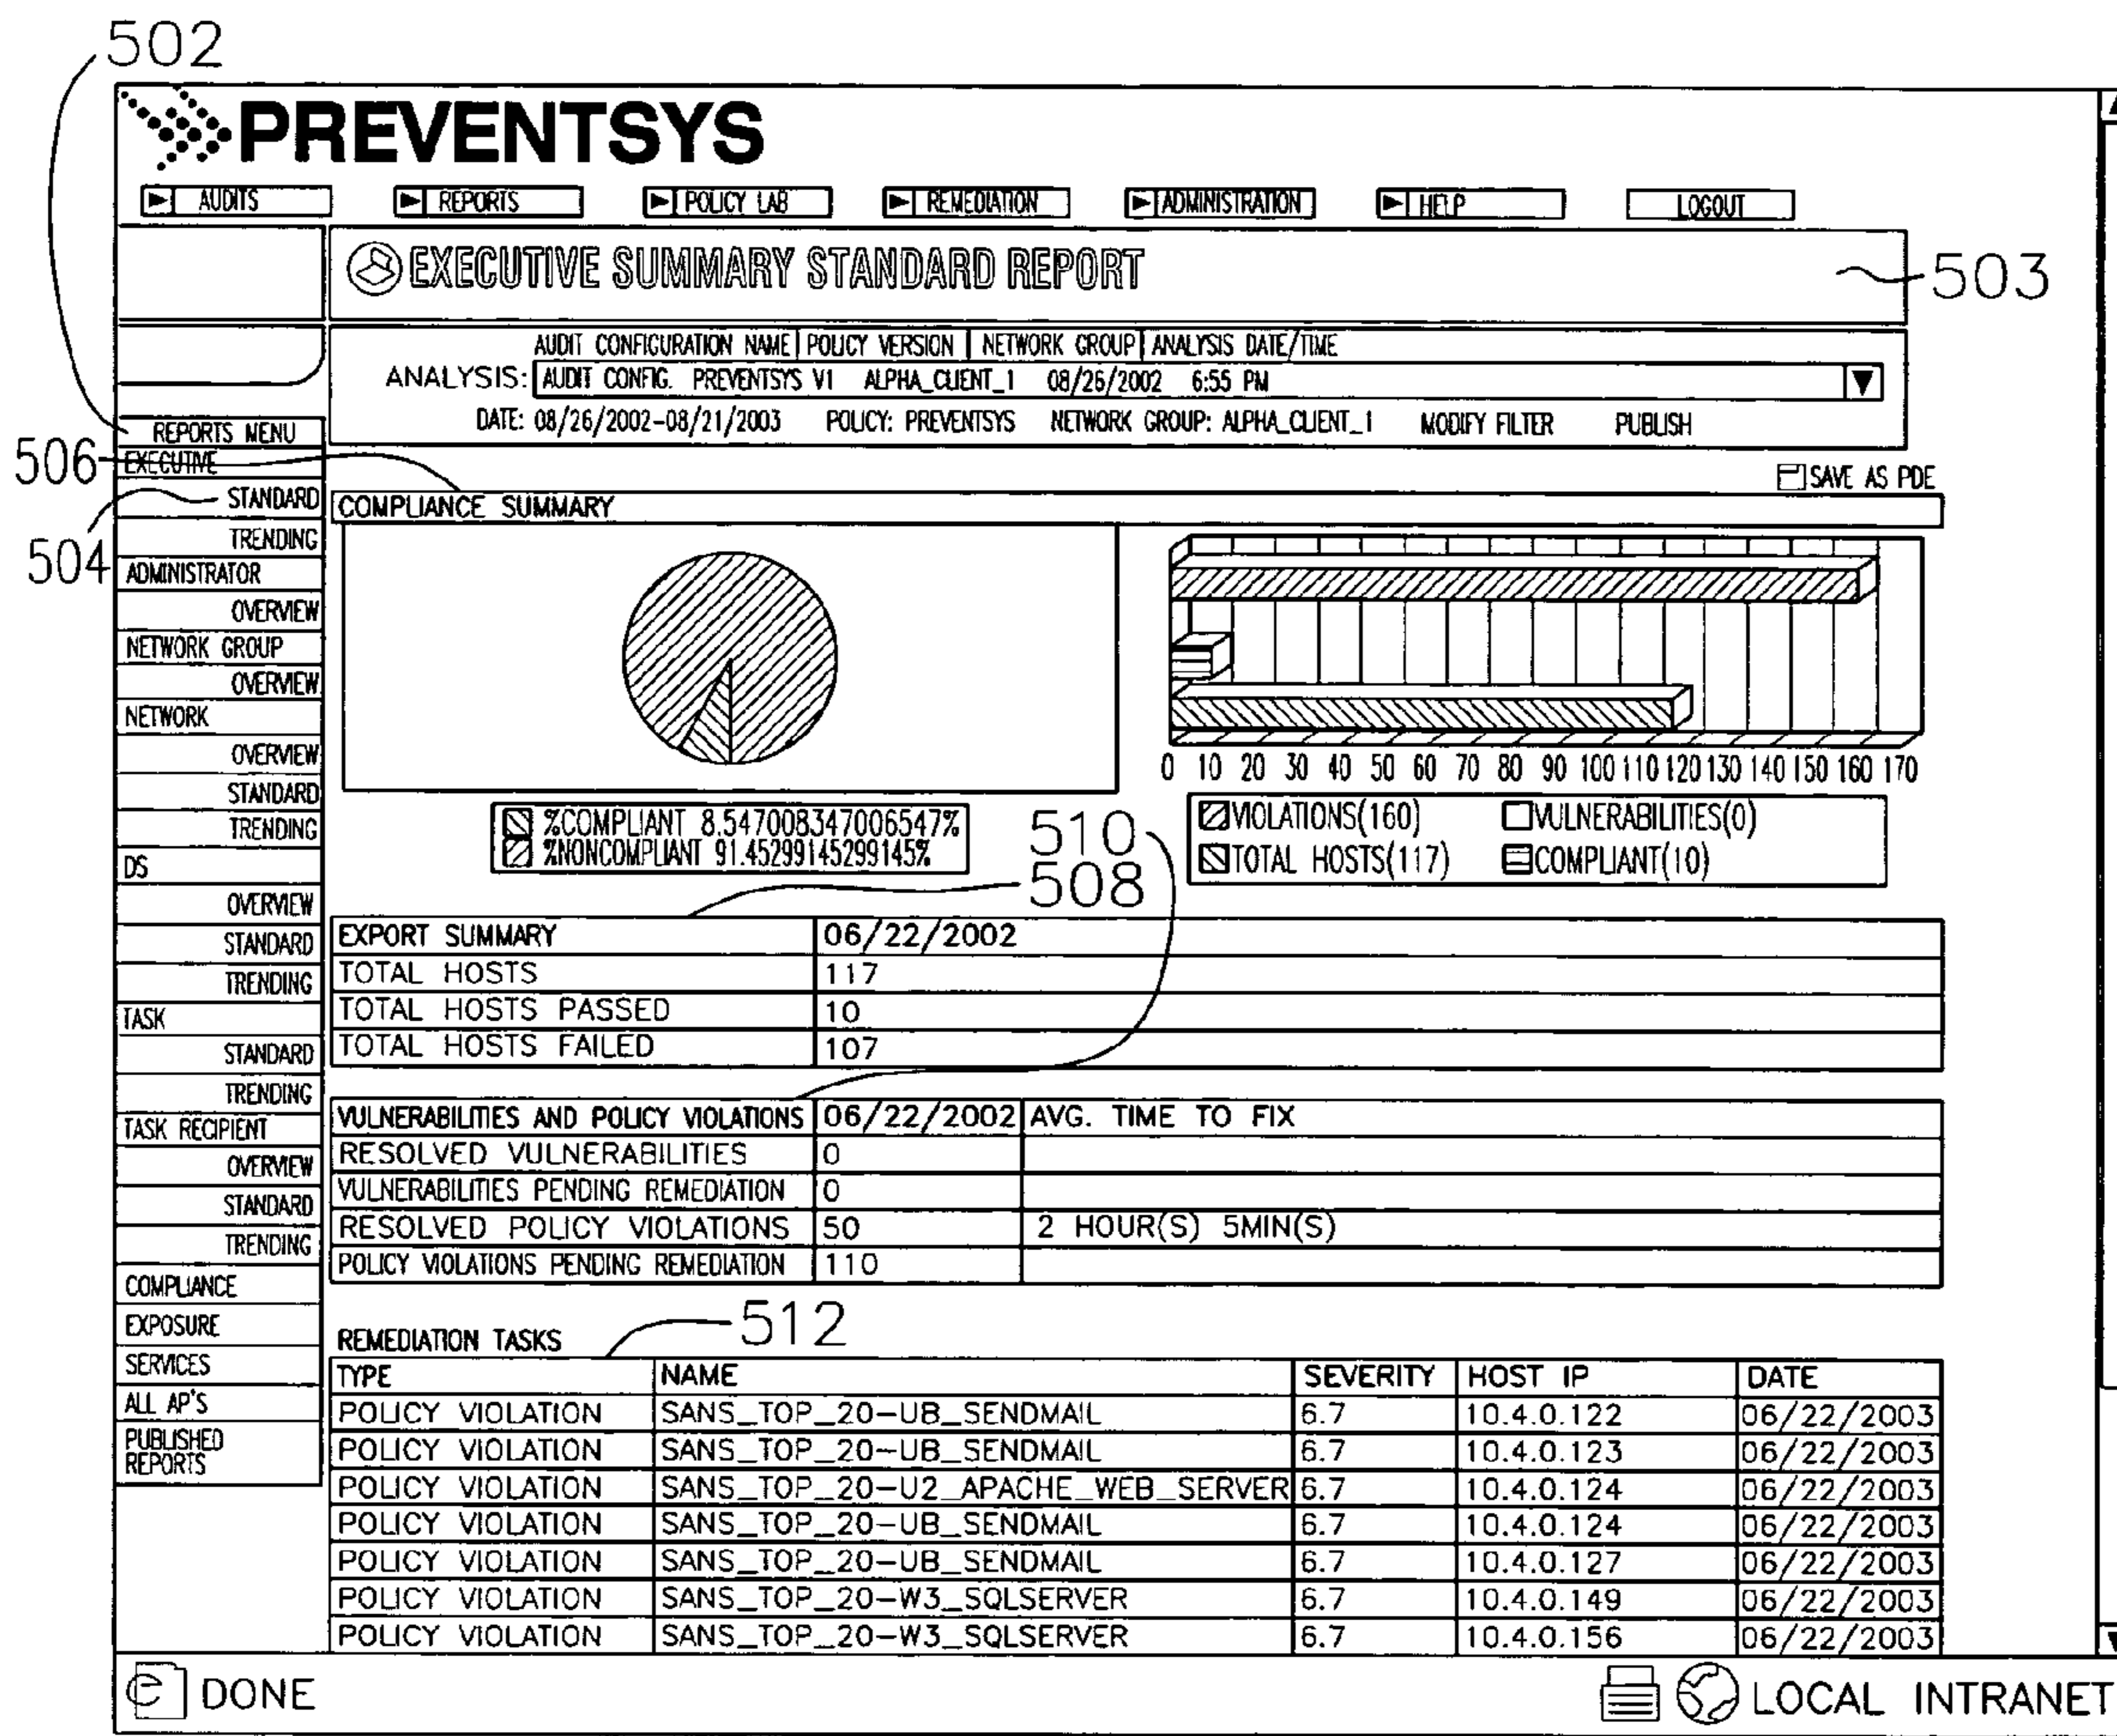 502
PREVENTSYS
AUDITS REPORTS POLICY LAB REMEDIATION ADMINISTRATION HELP LOGOUT
EXECUTIVE SUMMARY STANDARD REPORT
503
AUDIT CONFIGURATION NAME POLICY VERSION NETWORK GROUP ANALYSIS DATE/TIME
ANALYSIS: AUDIT CONFIG. PREVENTSYS V1 ALPHA_CLIENT_1 08/26/2002 6:55 PM
DATE: 08/26/2002-08/21/2003 POLICY: PREVENTSYS NETWORK GROUP: ALPHA_CLIENT_1 MODIFY FILTER PUBLISH
REPORTS MENU
506
EXECUTIVE
STANDARD
504
TRENDING
ADMINISTRATOR
OVERVIEW
NETWORK GROUP
OVERVIEW
NETWORK
OVERVIEW
STANDARD
TRENDING
DS
OVERVIEW
STANDARD
TRENDING
TASK
STANDARD
TRENDING
TASK RECIPIENT
OVERVIEW
STANDARD
TRENDING
COMPLIANCE
EXPOSURE
SERVICES
ALL AP'S
PUBLISHED
REPORTS
SAVE AS PDE
COMPLIANCE SUMMARY
0 10 20 30 40 50 60 70 80 90 100 110 120 130 140 150 160 170
%COMPLIANT 8.547008347006547%
%NONCOMPLIANT 91.45299145299145%
VIOLATIONS(160) VULNERABILITIES(0)
TOTAL HOSTS(117) COMPLIANT(10)
510
508
EXPORT SUMMARY 06/22/2002
TOTAL HOSTS 117
TOTAL HOSTS PASSED 10
TOTAL HOSTS FAILED 107
VULNERABILITIES AND POLICY VIOLATIONS 06/22/2002 AVG. TIME TO FIX
RESOLVED VULNERABILITIES 0
VULNERABILITIES PENDING REMEDIATION 0
RESOLVED POLICY VIOLATIONS 50 2 HOUR(S) 5MIN(S)
POLICY VIOLATIONS PENDING REMEDIATION 110
512
REMEDIATION TASKS
TYPE NAME SEVERITY HOST IP DATE
POLICY VIOLATION SANS_TOP_20-UB_SENDMAIL 6.7 10.4.0.122 06/22/2003
POLICY VIOLATION SANS_TOP_20-UB_SENDMAIL 6.7 10.4.0.123 06/22/2003
POLICY VIOLATION SANS_TOP_20-U2_APACHE_WEB_SERVER 6.7 10.4.0.124 06/22/2003
POLICY VIOLATION SANS_TOP_20-UB_SENDMAIL 6.7 10.4.0.124 06/22/2003
POLICY VIOLATION SANS_TOP_20-UB_SENDMAIL 6.7 10.4.0.127 06/22/2003
POLICY VIOLATION SANS_TOP_20-W3_SQLSERVER 6.7 10.4.0.149 06/22/2003
POLICY VIOLATION SANS_TOP_20-W3_SQLSERVER 6.7 10.4.0.156 06/22/2003
DONE LOCAL INTRANET